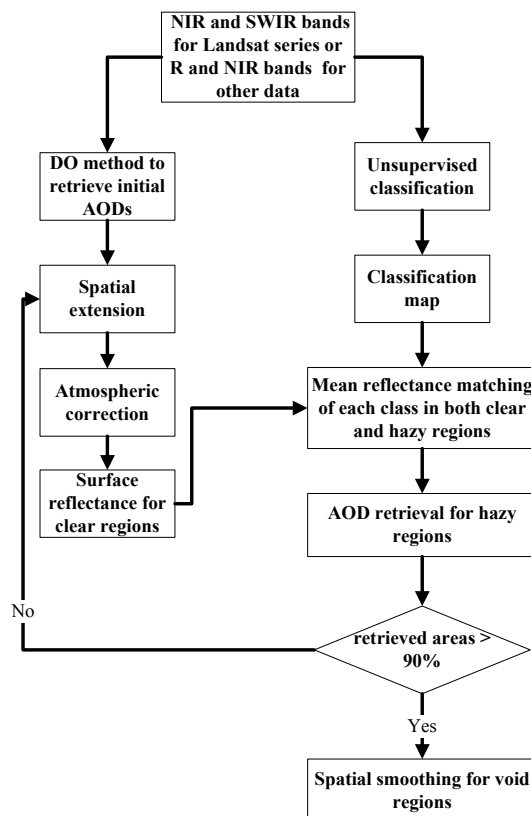 NIR and SWIR bands
for Landsat series or
R and NIR bands for
other data
DO method to
retrieve initial
AODs
Unsupervised
classification
Spatial
extension
Classification
map
Atmospheric
correction
Mean reflectance matching
of each class in both clear
and hazy regions
Surface
reflectance for
clear regions
AOD retrieval for hazy
regions
No
retrieved areas >
90%
Yes
Spatial smoothing for void
regions